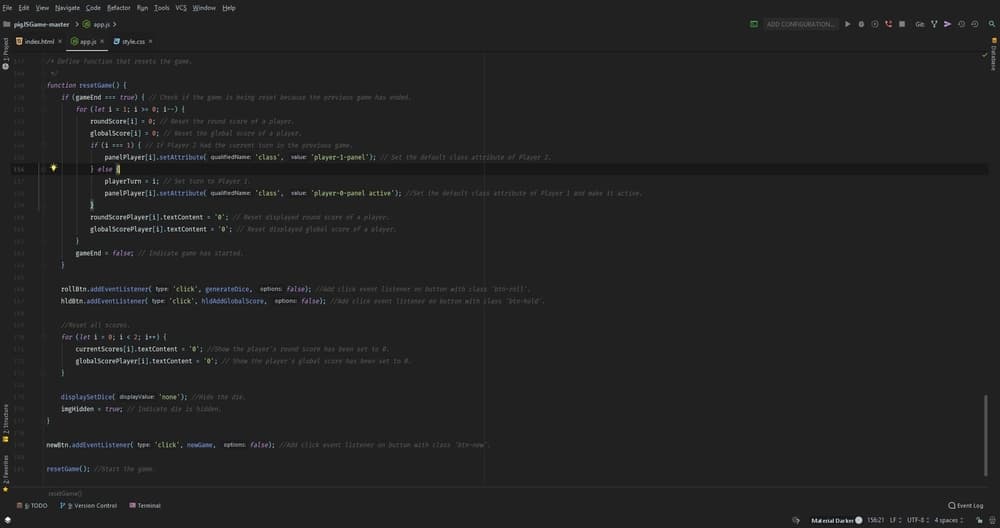 File Edit View Navigate Code Refactor Run Tools VCS Window Help
pigJSGame-master > app.js > ADD CONFIGURATION... Git:
index.html × app.js × style.css ×
/* Define function that resets the game.
*/
function resetGame() {
if (gameEnd === true) { // Check if the game is being reset because the previous game has ended.
for (let i = 1; i >= 0; i--) {
roundScore[i] = 0; // Reset the round score of a player.
globalScore[i] = 0; // Reset the global score of a player.
if (i === 1) { // If Player 2 had the current turn in the previous game.
panelPlayer[i].setAttribute( qualifiedName: 'class', value: 'player-1-panel'); // Set the default class attribute of Player 2.
} else {
playerTurn = i; // Set turn to Player 1.
panelPlayer[i].setAttribute( qualifiedName: 'class', value: 'player-0-panel active'); //Set the default class attribute of Player 1 and make it active.
}
roundScorePlayer[i].textContent = '0'; // Reset displayed round score of a player.
globalScorePlayer[i].textContent = '0'; // Reset displayed global score of a player.
}
gameEnd = false; // Indicate game has started.
}
rollBtn.addEventListener( type: 'click', generateDice, options: false); //Add click event listener on button with class 'btn-roll'.
hldBtn.addEventListener( type: 'click', hldAddGlobalScore, options: false); //Add click event listener on button with class 'btn-hold'.
//Reset all scores.
for (let i = 0; i < 2; i++) {
currentScores[i].textContent = '0'; //Show the player's round score has been set to 0.
globalScorePlayer[i].textContent = '0'; // Show the player's global score has been set to 0.
}
displaySetDice( displayValue: 'none'); //Hide the die.
imgHidden = true; // Indicate die is hidden.
}
newBtn.addEventListener( type: 'click', newGame, options: false); //Add click event listener on button with class 'btn-new'.
resetGame(); //Start the game.
resetGame()
1: Project
Z: Structure
2: Favorites
Database
6: TODO 9: Version Control Terminal Event Log
Material Darker 156:21 LF UTF-8 4 spaces